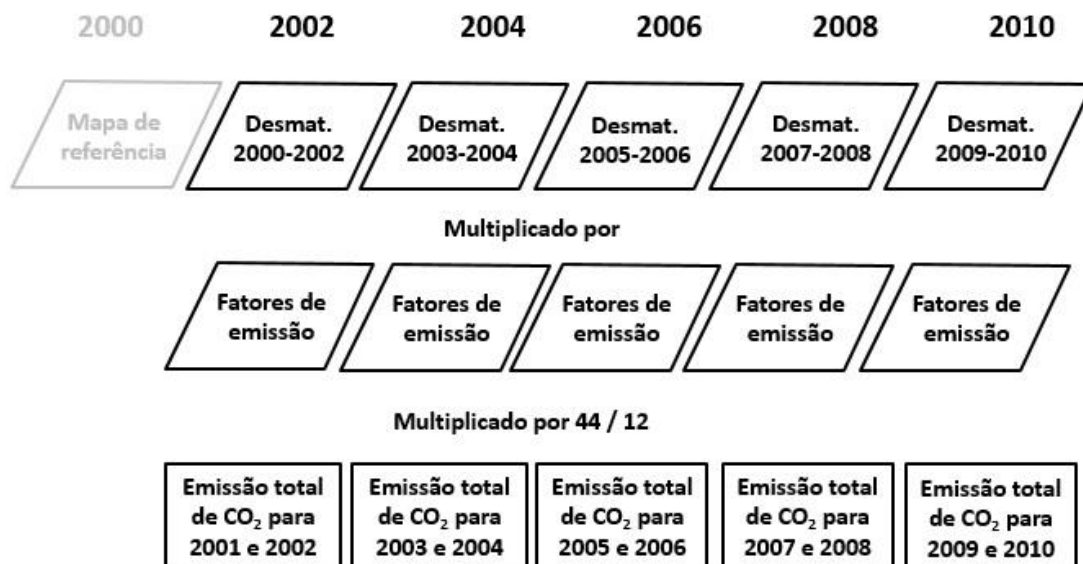 2000 2002 2004 2006 2008 2010
Mapa de
referência
Desmat.
2000-2002
Desmat.
2003-2004
Desmat.
2005-2006
Desmat.
2007-2008
Desmat.
2009-2010
Multiplicado por
Fatores de
emissão
Fatores de
emissão
Fatores de
emissão
Fatores de
emissão
Fatores de
emissão
Multiplicado por 44 / 12
Emissão total
de CO₂ para
2001 e 2002
Emissão total
de CO₂ para
2003 e 2004
Emissão total
de CO₂ para
2005 e 2006
Emissão total
de CO₂ para
2007 e 2008
Emissão total
de CO₂ para
2009 e 2010